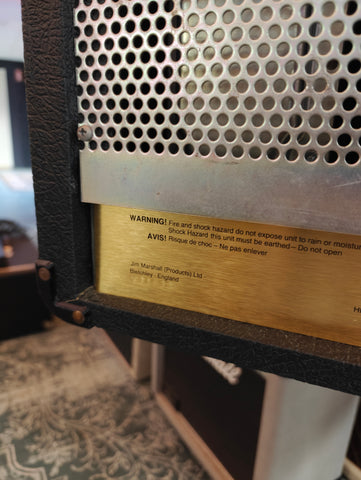 WARNING! Fire and shock hazard do not expose unit to rain or moisture
Shock Hazard this unit must be earthed – Do not open
AVIS! Risque de choc – Ne pas enlever
Jim Marshall (Products) Ltd
Bletchley · England